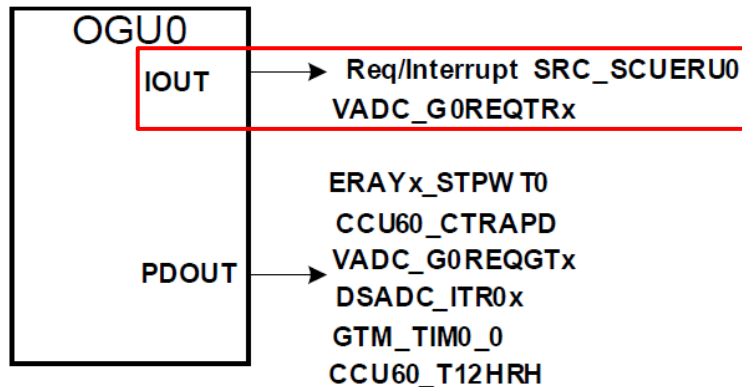 OGU0
IOUT
Req/Interrupt SRC_SCUERU0
VADC_G0REQTRx
ERAYx_STPWT0
CCU60_CTRAPD
PDOUT
VADC_G0REQGTx
DSADC_ITR0x
GTM_TIM0_0
CCU60_T12HRH